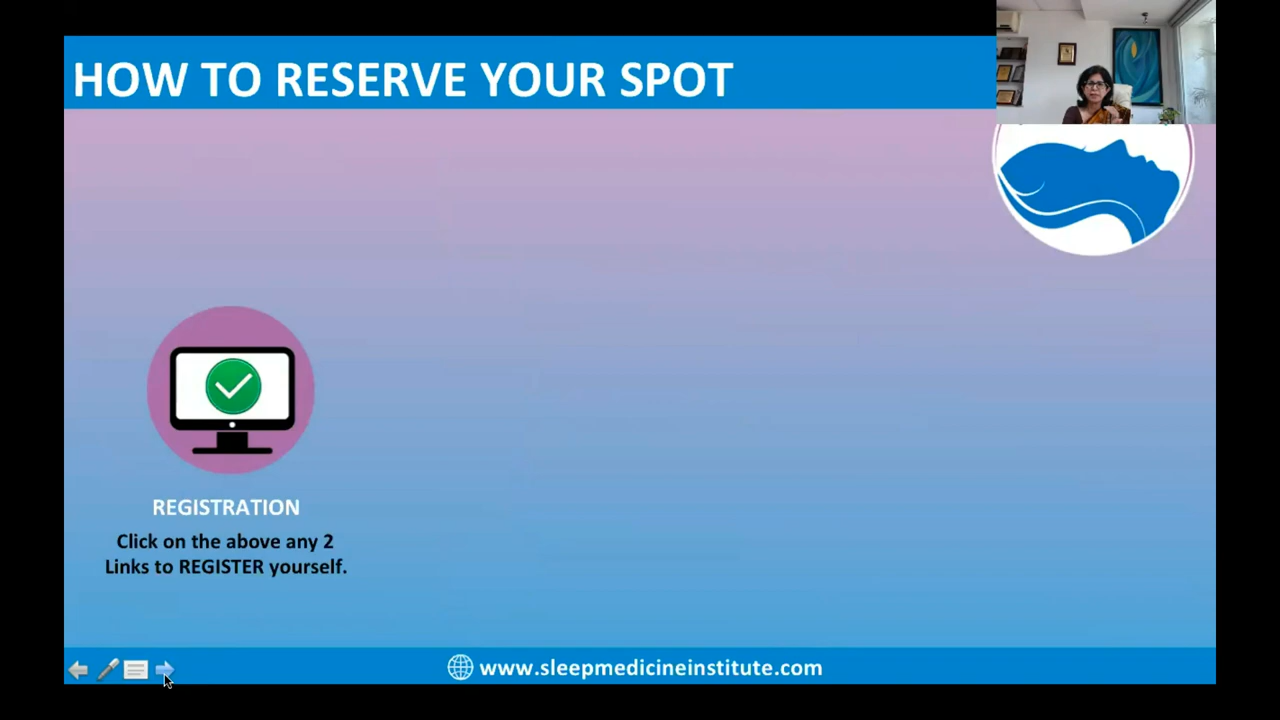 HOW TO RESERVE YOUR SPOT
REGISTRATION
Click on the above any 2
Links to REGISTER yourself.
www.sleepmedicineinstitute.com